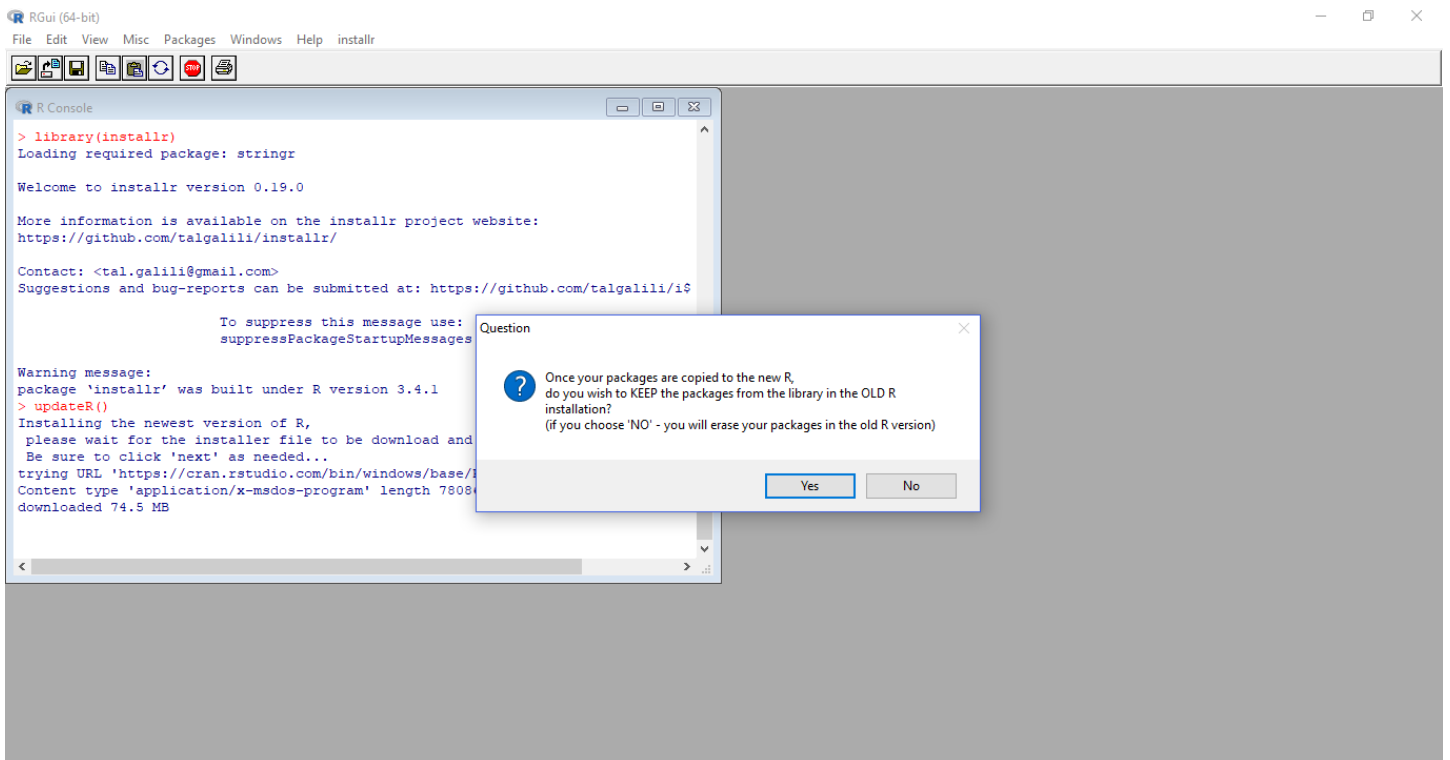 RGui (64-bit)
File Edit View Misc Packages Windows Help installr
STOP
R Console
> library(installr)
Loading required package: stringr
Welcome to installr version 0.19.0
More information is available on the installr project website:
https://github.com/talgalili/installr/
Contact: <tal.galili@gmail.com>
Suggestions and bug-reports can be submitted at: https://github.com/talgalili/i$
To suppress this message use:
suppressPackageStartupMessages
Warning message:
package ‘installr’ was built under R version 3.4.1
> updateR()
Installing the newest version of R,
please wait for the installer file to be download and
Be sure to click 'next' as needed...
trying URL 'https://cran.rstudio.com/bin/windows/base/
Content type 'application/x-msdos-program' length 7808
downloaded 74.5 MB
Question
Once your packages are copied to the new R,
do you wish to KEEP the packages from the library in the OLD R
installation?
(if you choose 'NO' - you will erase your packages in the old R version)
Yes No